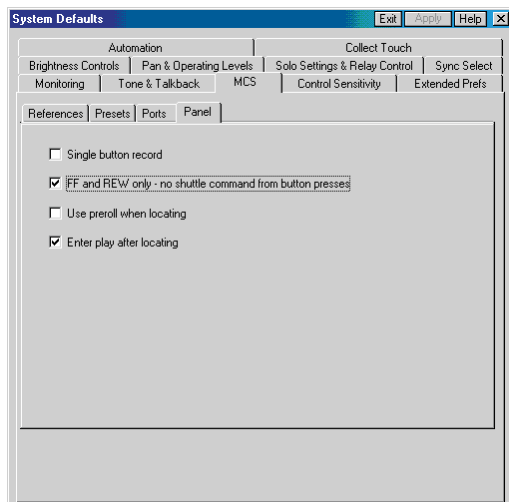 System Defaults Exit Apply Help X
Automation Collect Touch
Brightness Controls Pan & Operating Levels Solo Settings & Relay Control Sync Select
Monitoring Tone & Talkback MCS Control Sensitivity Extended Prefs
References Presets Ports Panel
Single button record
FF and REW only - no shuttle command from button presses
Use preroll when locating
Enter play after locating